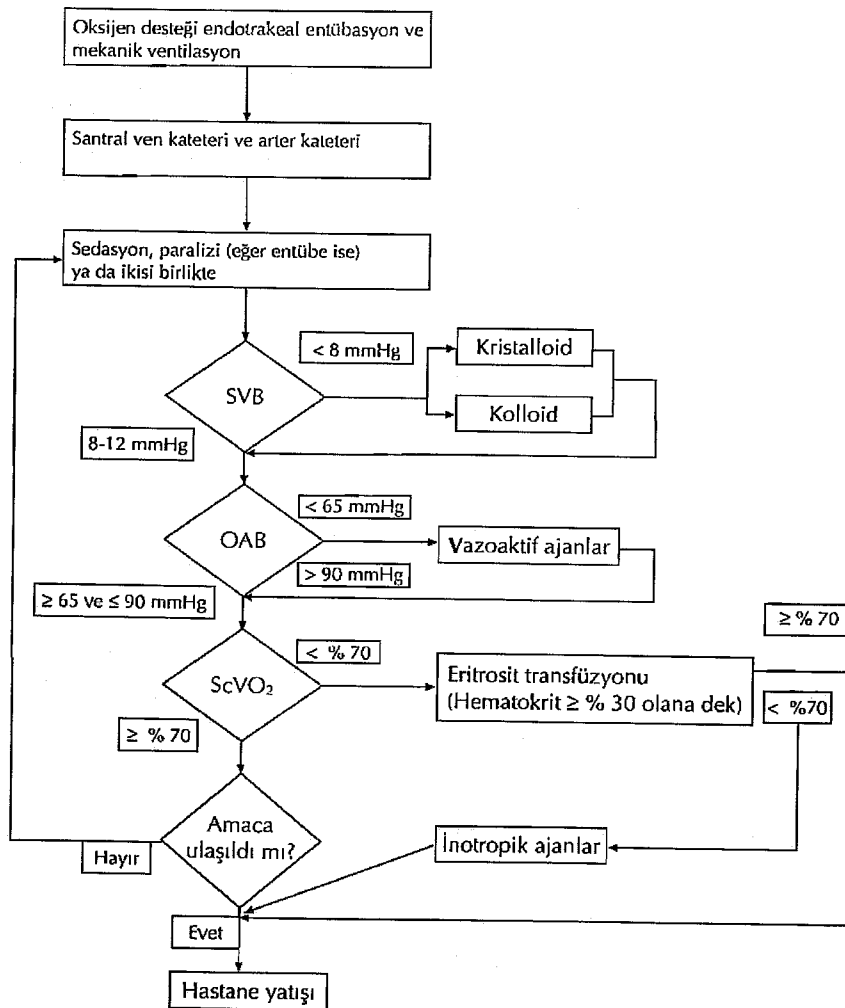 Oksijen desteği endotrakeal entübasyon ve
mekanik ventilasyon
Santral ven kateteri ve arter kateteri
Sedasyon, paralizi (eğer entübe ise)
ya da ikisi birlikte
< 8 mmHg
Kristalloid
SVB
Kolloid
8-12 mmHg
< 65 mmHg
OAB
Vazoaktif ajanlar
> 90 mmHg
≥ 65 ve ≤ 90 mmHg
≥ % 70
< % 70
ScVO₂
Eritrosit transfüzyonu
(Hematokrit ≥ % 30 olana dek)
< %70
≥ % 70
Amaca
ulaşıldı mı?
İnotropik ajanlar
Hayır
Evet
Hastane yatışı